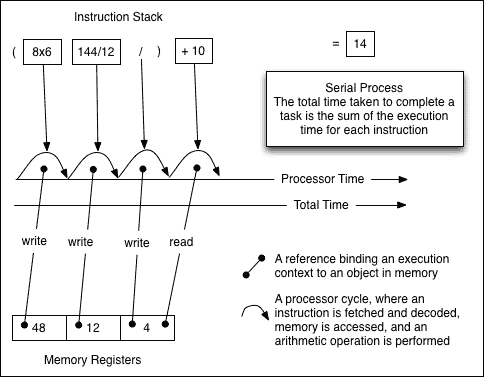 Instruction Stack
( 8x6 144/12 / ) + 10 = 14
Serial Process
The total time taken to complete a
task is the sum of the execution
time for each instruction
Processor Time
Total Time
write write write read
A reference binding an execution
context to an object in memory
A processor cycle, where an
instruction is fetched and decoded,
memory is accessed, and an
arithmetic operation is performed
48 12 4
Memory Registers